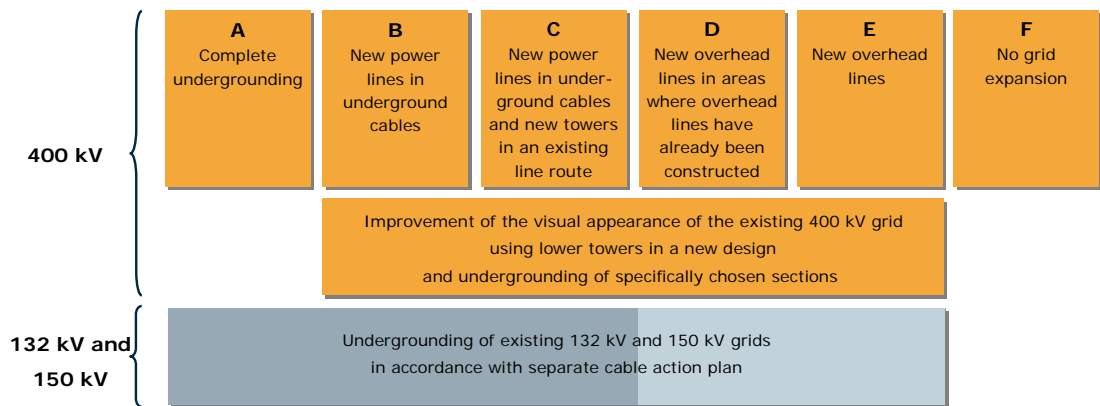 A
Complete
undergrounding
B
New power
lines in
underground
cables
C
New power
lines in under-
ground cables
and new towers
in an existing
line route
D
New overhead
lines in areas
where overhead
lines have
already been
constructed
E
New overhead
lines
F
No grid
expansion
400 kV
Improvement of the visual appearance of the existing 400 kV grid
using lower towers in a new design
and undergrounding of specifically chosen sections
132 kV and
150 kV
Undergrounding of existing 132 kV and 150 kV grids
in accordance with separate cable action plan